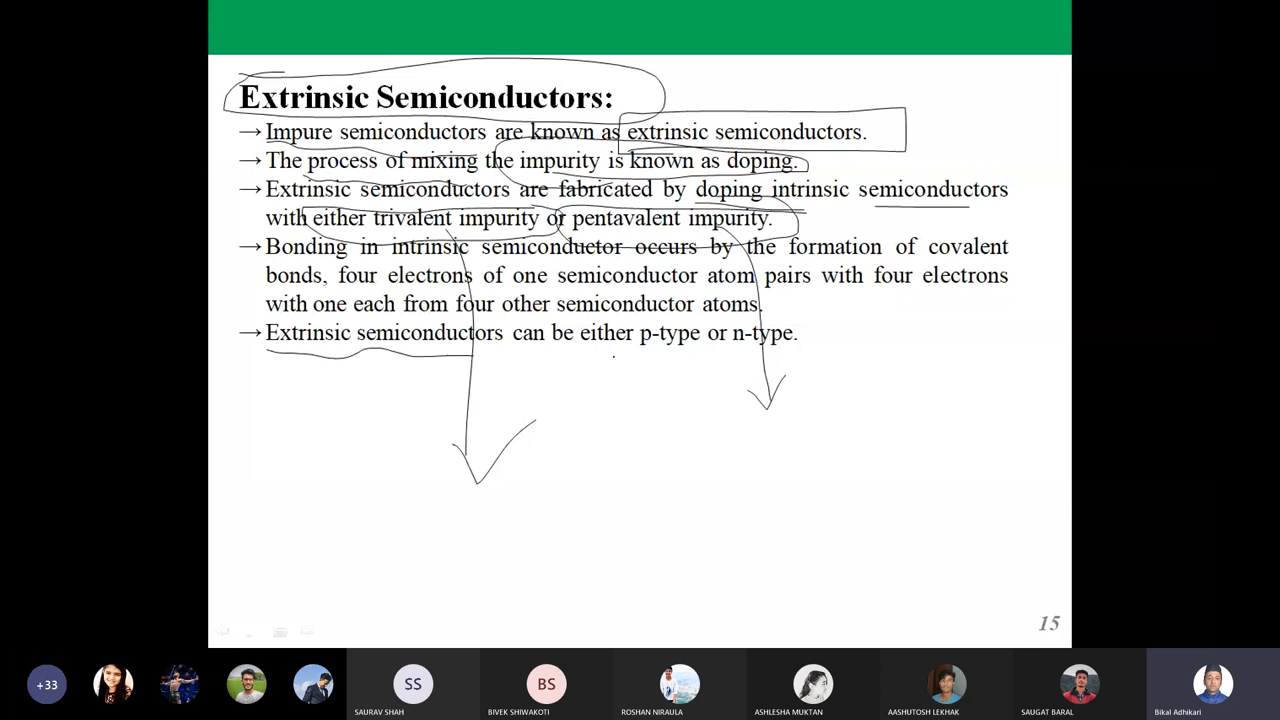 Extrinsic Semiconductors:
→ Impure semiconductors are known as extrinsic semiconductors.
→ The process of mixing the impurity is known as doping.
→ Extrinsic semiconductors are fabricated by doping intrinsic semiconductors
with either trivalent impurity or pentavalent impurity.
→ Bonding in intrinsic semiconductor occurs by the formation of covalent
bonds, four electrons of one semiconductor atom pairs with four electrons
with one each from four other semiconductor atoms.
→ Extrinsic semiconductors can be either p-type or n-type.
15
+33
SS
BS
SAURAV SHAH
BIVEK SHIWAKOTI
ROSHAN NIRAULA
ASHLESHA MUKTAN
AASHUTOSH LEKHAK
SAUGAT BARAL
Bikal Adhikari